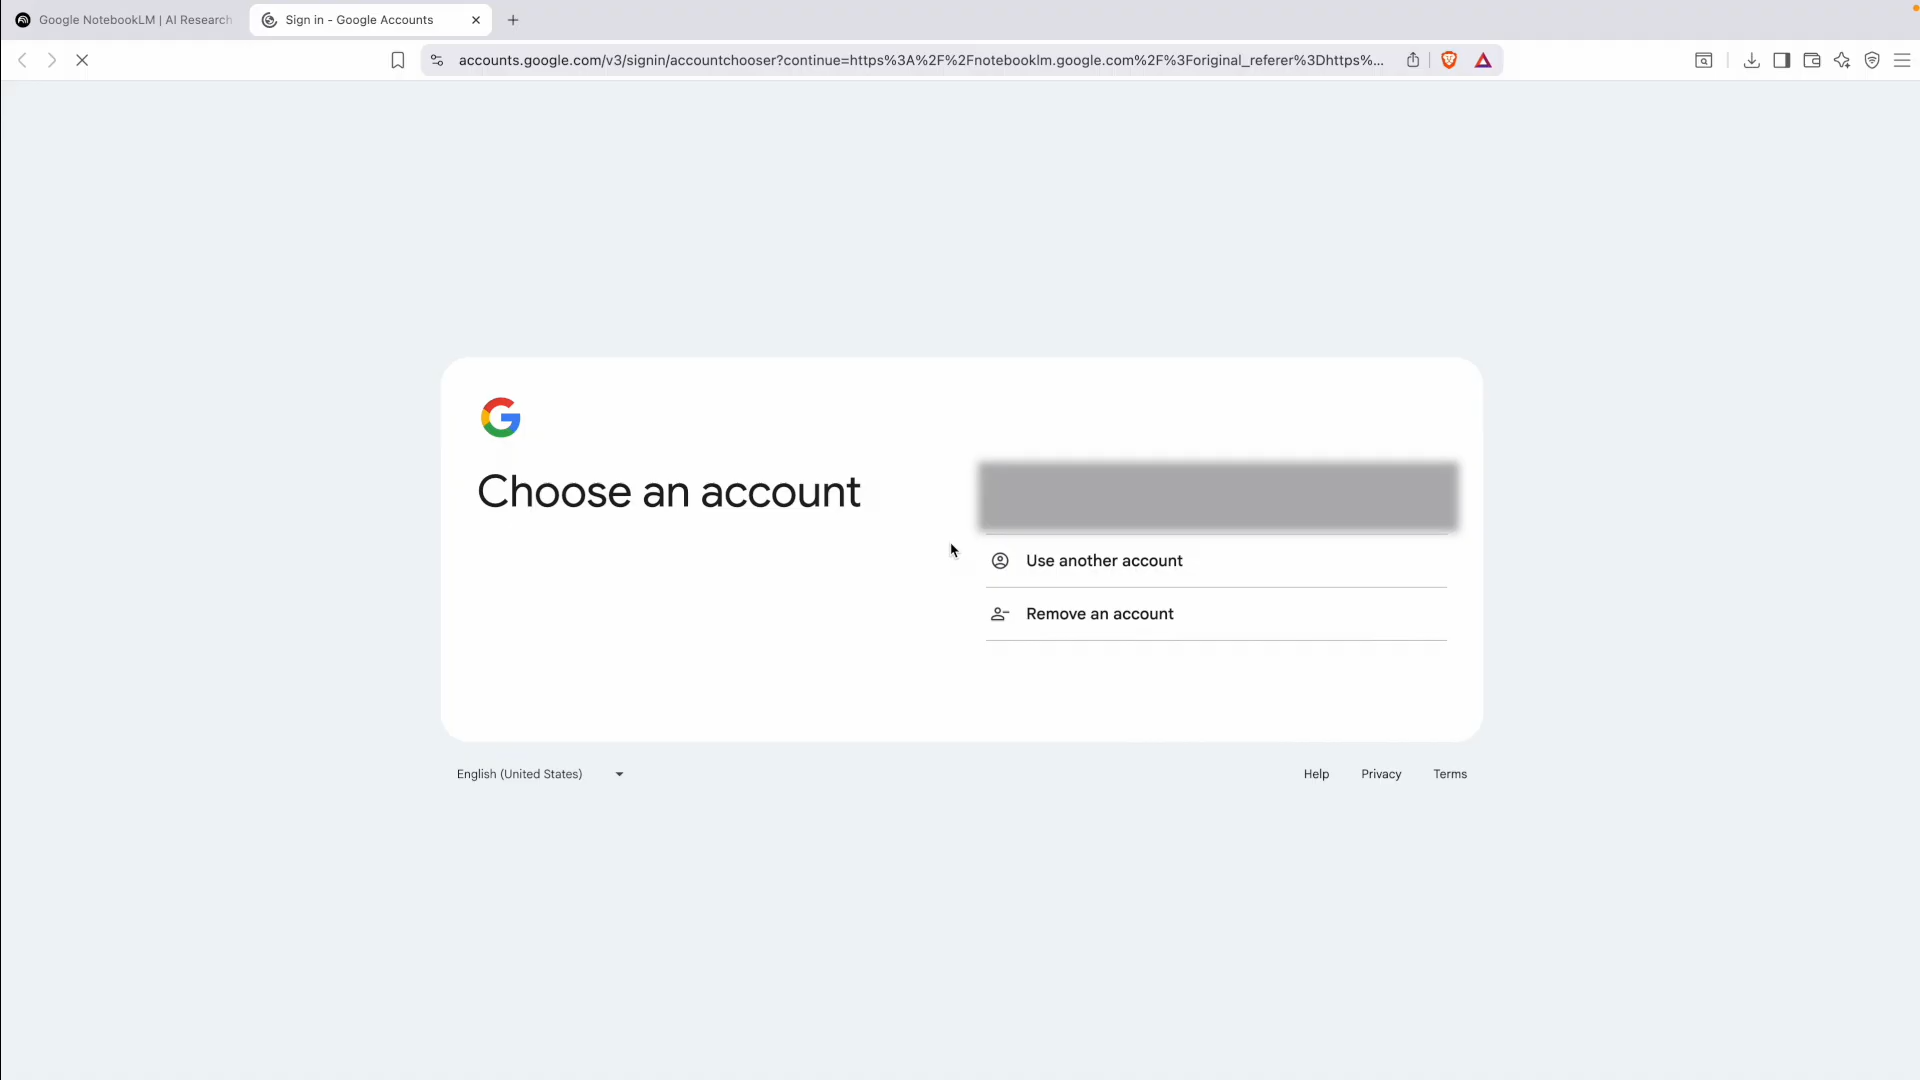 Google NotebookLM | AI Research
Sign in - Google Accounts
accounts.google.com/v3/signin/accountchooser?continue=https%3A%2F%2Fnotebooklm.google.com%2F%3Foriginal_referer%3Dhttps%...
Choose an account
Use another account
Remove an account
English (United States)
Help Privacy Terms